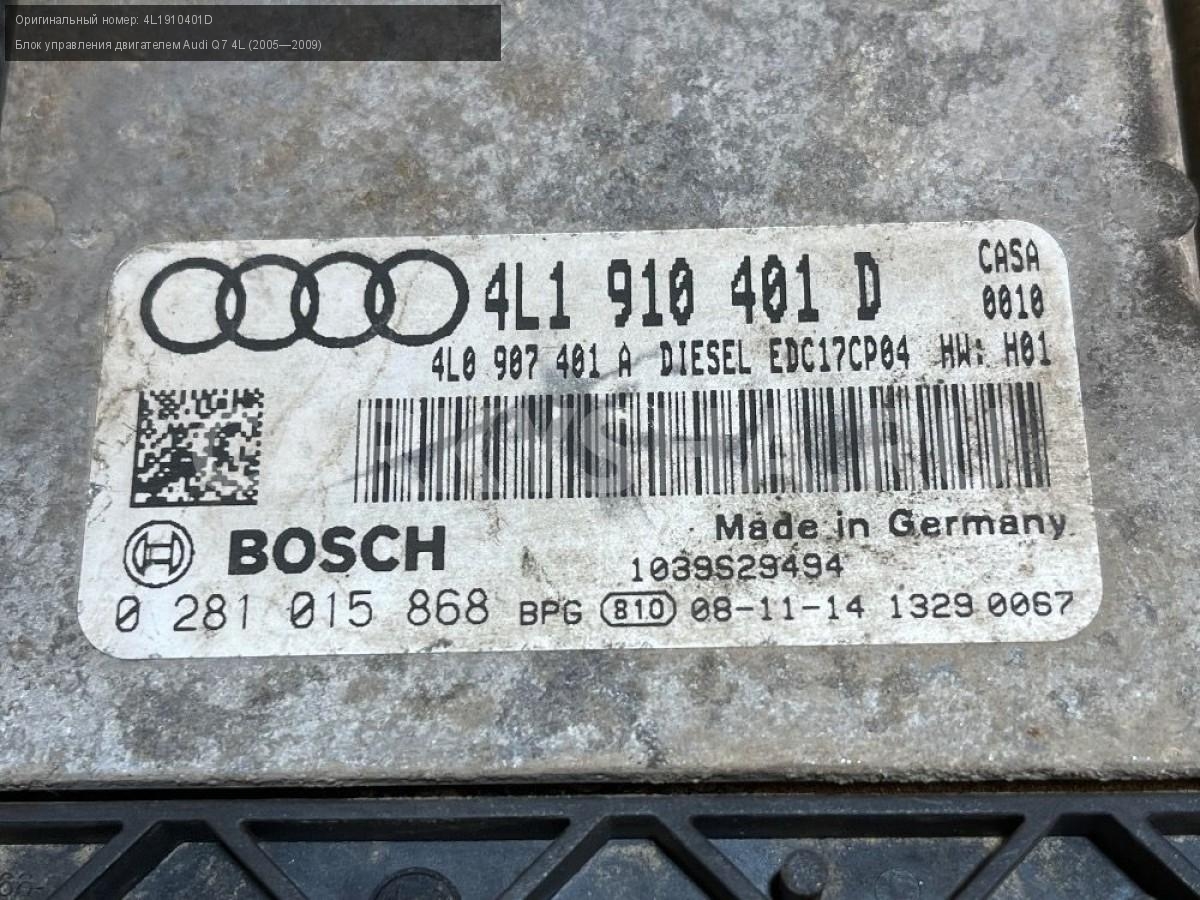 Оригинальный номер: 4L1910401D
Блок управления двигателем Audi Q7 4L (2005—2009)
4L1 910 401 D
CASA
0010
4L0 907 401 A DIESEL EDC17CP04 HW: H01
BOSCH
Made in Germany
1039S29494
0 281 015 868 BPG 810 08-11-14 1329 0067